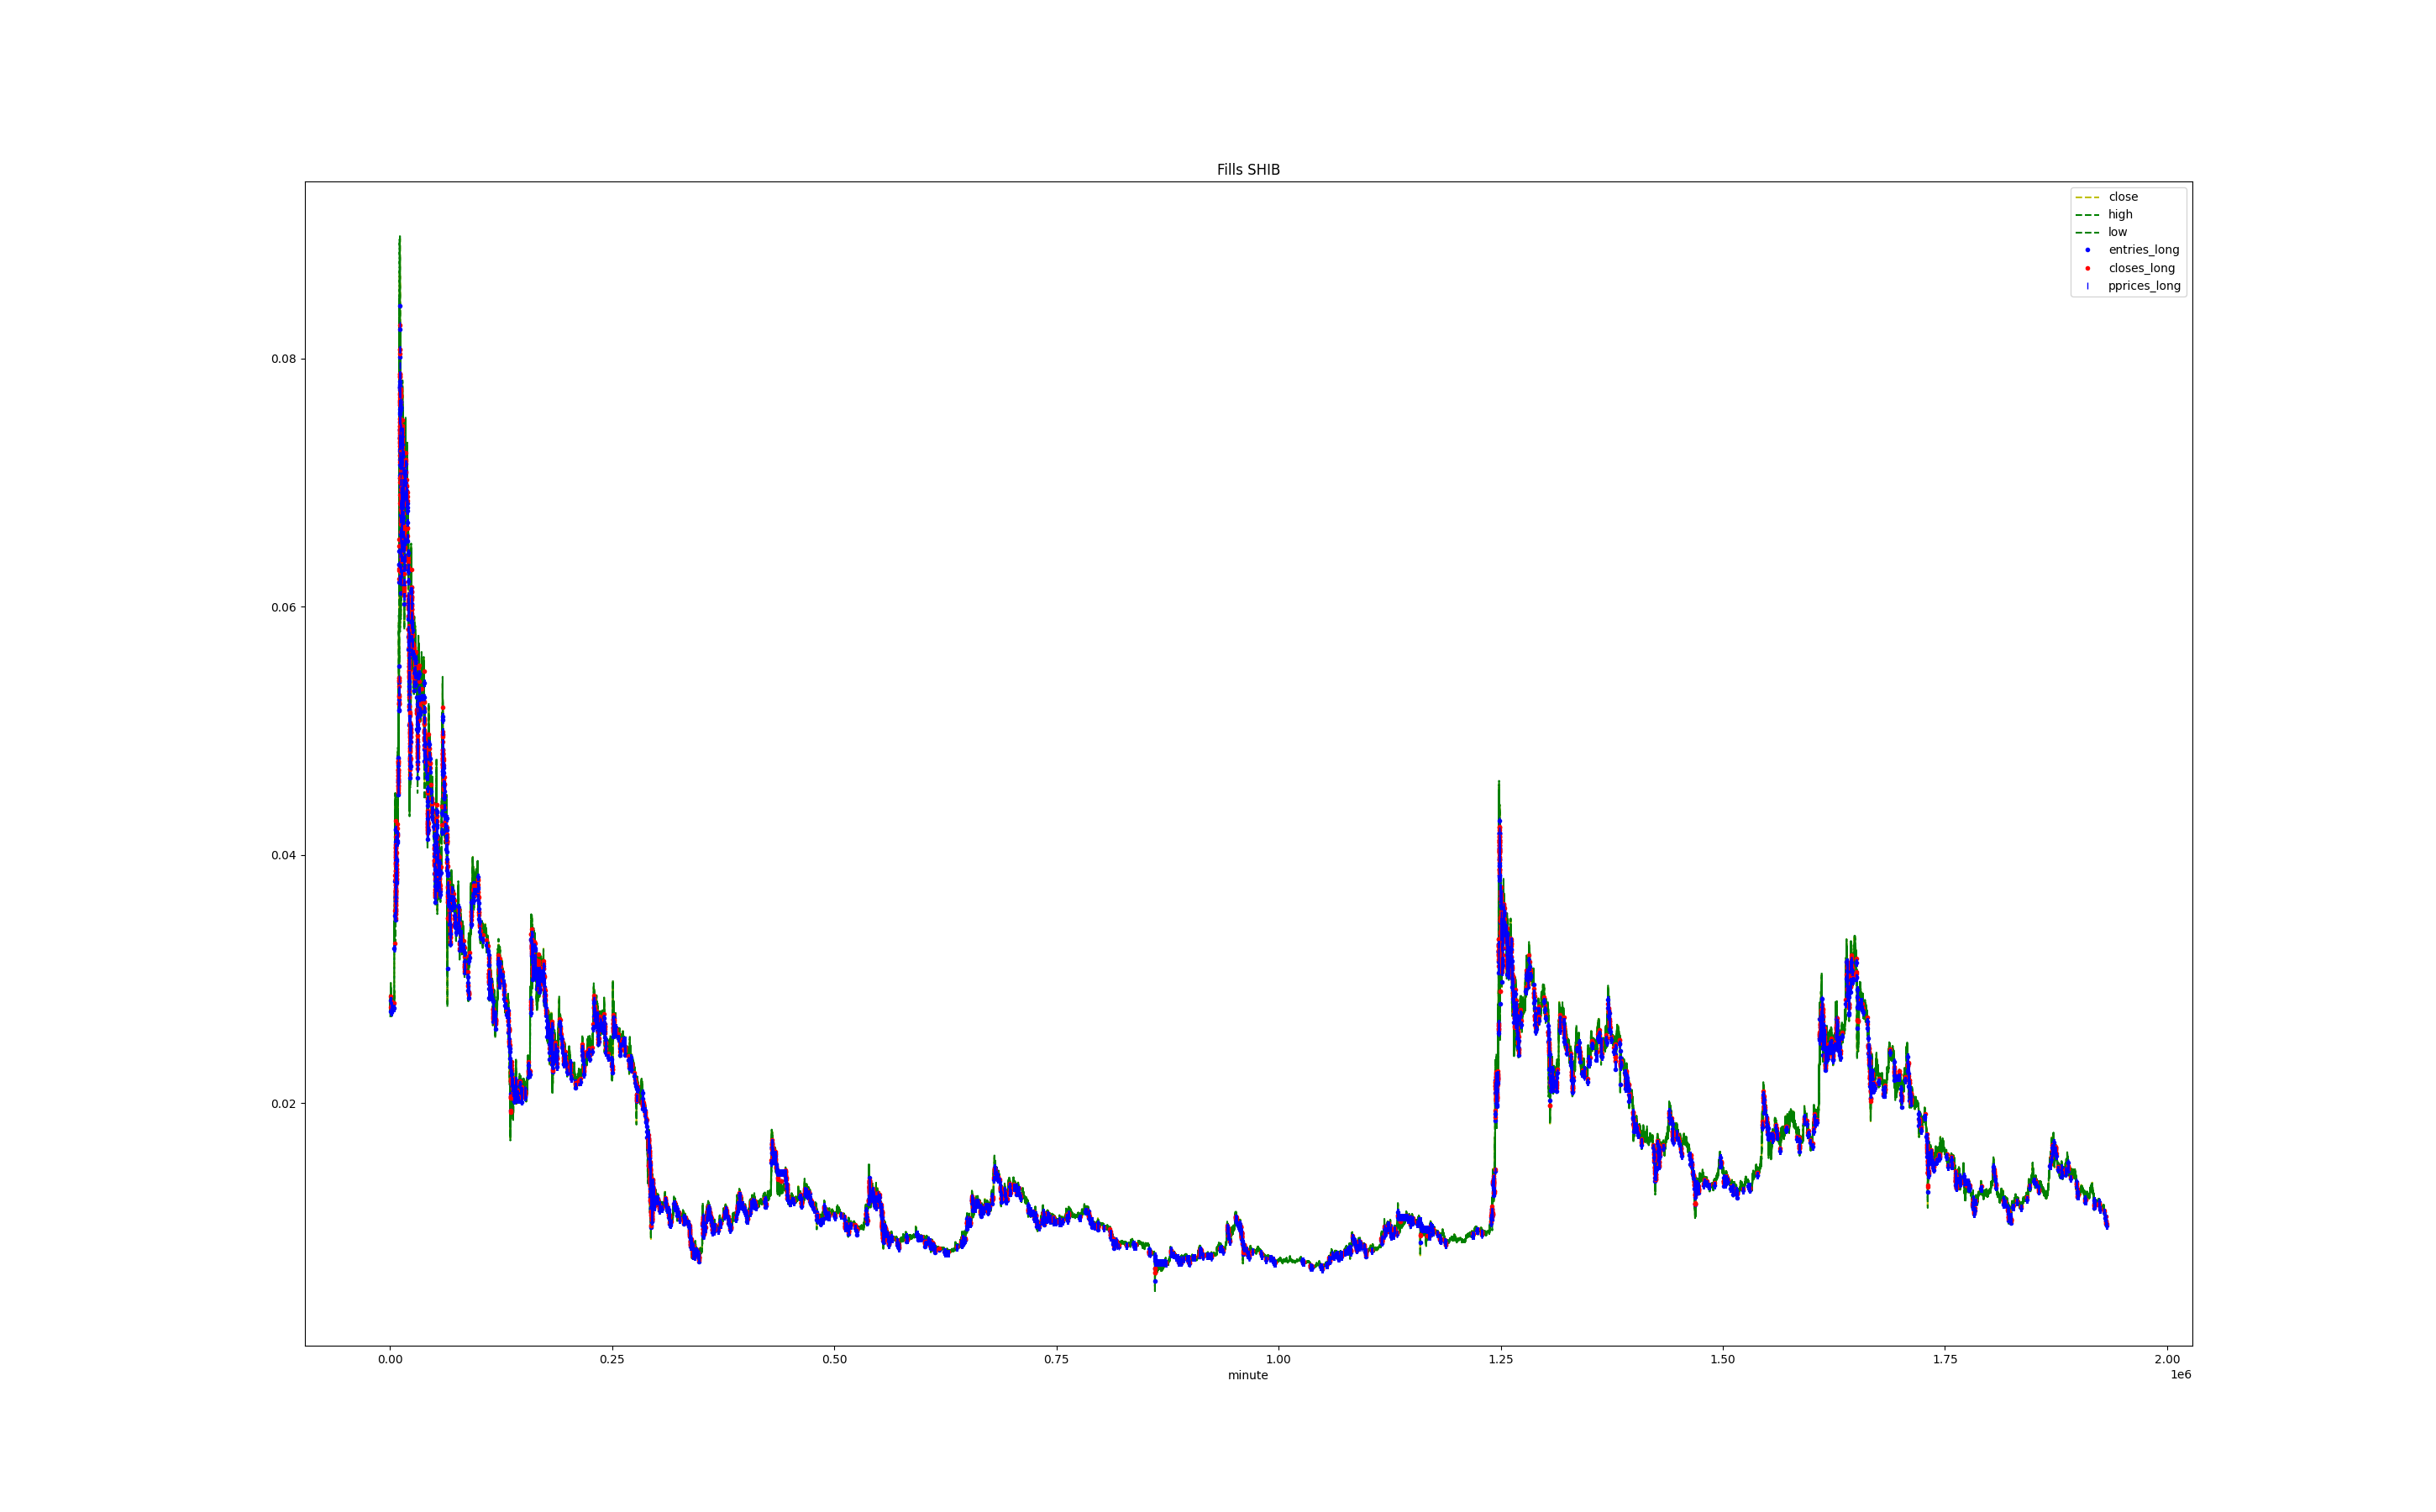 Fills SHIB
close
high
low
entries_long
closes_long
pprices_long
0.08
0.06
0.04
0.02
0.00 0.25 0.50 0.75 1.00 1.25 1.50 1.75 2.00
minute
1e6